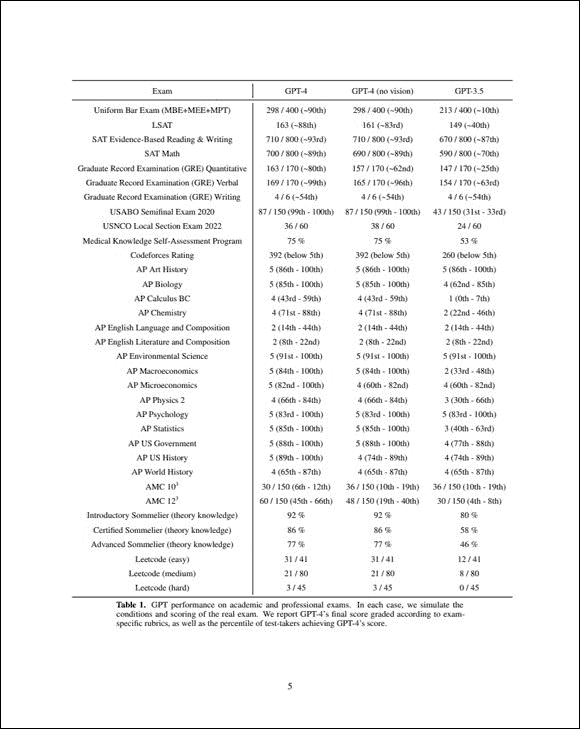 Exam GPT-4 GPT-4 (no vision) GPT-3.5
Uniform Bar Exam (MBE+MEE+MPT) 298 / 400 (~90th) 298 / 400 (~90th) 213 / 400 (~10th)
LSAT 163 (~88th) 161 (~83rd) 149 (~40th)
SAT Evidence-Based Reading & Writing 710 / 800 (~93rd) 710 / 800 (~93rd) 670 / 800 (~87th)
SAT Math 700 / 800 (~89th) 690 / 800 (~89th) 590 / 800 (~70th)
Graduate Record Examination (GRE) Quantitative 163 / 170 (~80th) 157 / 170 (~62nd) 147 / 170 (~25th)
Graduate Record Examination (GRE) Verbal 169 / 170 (~99th) 165 / 170 (~96th) 154 / 170 (~63rd)
Graduate Record Examination (GRE) Writing 4 / 6 (~54th) 4 / 6 (~54th) 4 / 6 (~54th)
USABO Semifinal Exam 2020 87 / 150 (99th - 100th) 87 / 150 (99th - 100th) 43 / 150 (31st - 33rd)
USNCO Local Section Exam 2022 36 / 60 38 / 60 24 / 60
Medical Knowledge Self-Assessment Program 75 % 75 % 53 %
Codeforces Rating 392 (below 5th) 392 (below 5th) 260 (below 5th)
AP Art History 5 (86th - 100th) 5 (86th - 100th) 5 (86th - 100th)
AP Biology 5 (85th - 100th) 5 (85th - 100th) 4 (62nd - 85th)
AP Calculus BC 4 (43rd - 59th) 4 (43rd - 59th) 1 (0th - 7th)
AP Chemistry 4 (71st - 88th) 4 (71st - 88th) 2 (22nd - 46th)
AP English Language and Composition 2 (14th - 44th) 2 (14th - 44th) 2 (14th - 44th)
AP English Literature and Composition 2 (8th - 22nd) 2 (8th - 22nd) 2 (8th - 22nd)
AP Environmental Science 5 (91st - 100th) 5 (91st - 100th) 5 (91st - 100th)
AP Macroeconomics 5 (84th - 100th) 5 (84th - 100th) 2 (33rd - 48th)
AP Microeconomics 5 (82nd - 100th) 4 (60th - 82nd) 4 (60th - 82nd)
AP Physics 2 4 (66th - 84th) 4 (66th - 84th) 3 (30th - 66th)
AP Psychology 5 (83rd - 100th) 5 (83rd - 100th) 5 (83rd - 100th)
AP Statistics 5 (85th - 100th) 5 (85th - 100th) 3 (40th - 63rd)
AP US Government 5 (88th - 100th) 5 (88th - 100th) 4 (77th - 88th)
AP US History 5 (89th - 100th) 4 (74th - 89th) 4 (74th - 89th)
AP World History 4 (65th - 87th) 4 (65th - 87th) 4 (65th - 87th)
AMC 10³ 30 / 150 (6th - 12th) 36 / 150 (10th - 19th) 36 / 150 (10th - 19th)
AMC 12³ 60 / 150 (45th - 66th) 48 / 150 (19th - 40th) 30 / 150 (4th - 8th)
Introductory Sommelier (theory knowledge) 92 % 92 % 80 %
Certified Sommelier (theory knowledge) 86 % 86 % 58 %
Advanced Sommelier (theory knowledge) 77 % 77 % 46 %
Leetcode (easy) 31 / 41 31 / 41 12 / 41
Leetcode (medium) 21 / 80 21 / 80 8 / 80
Leetcode (hard) 3 / 45 3 / 45 0 / 45
Table 1. GPT performance on academic and professional exams. In each case, we simulate the
conditions and scoring of the real exam. We report GPT-4's final score graded according to exam-
specific rubrics, as well as the percentile of test-takers achieving GPT-4's score.
5